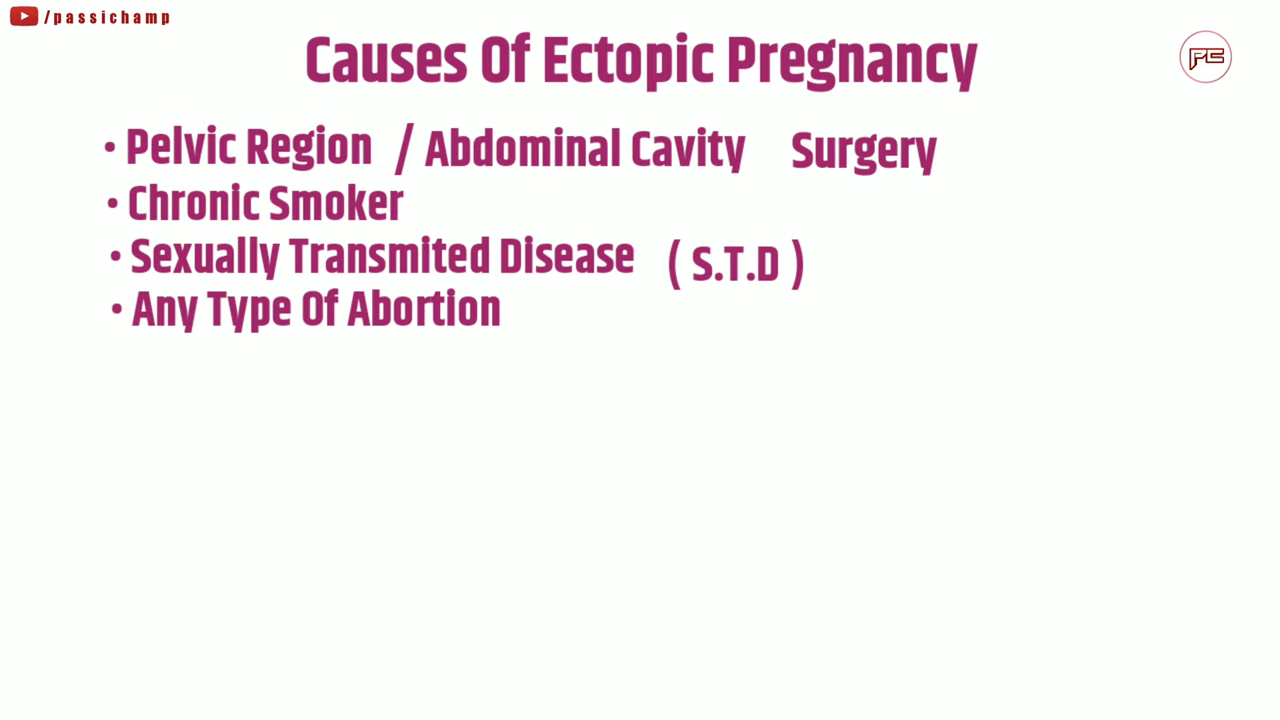 /passichamp
Causes Of Ectopic Pregnancy
PC
• Pelvic Region / Abdominal Cavity Surgery
• Chronic Smoker
• Sexually Transmited Disease ( S.T.D )
• Any Type Of Abortion